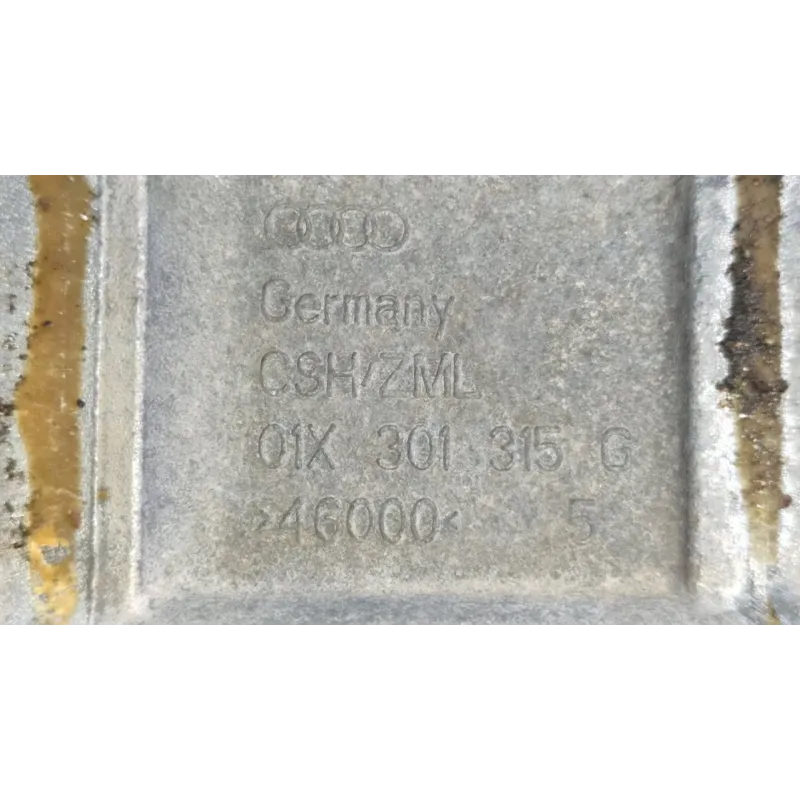 Germany
CSH/ZML
01X 301 315 G
>46000< 5